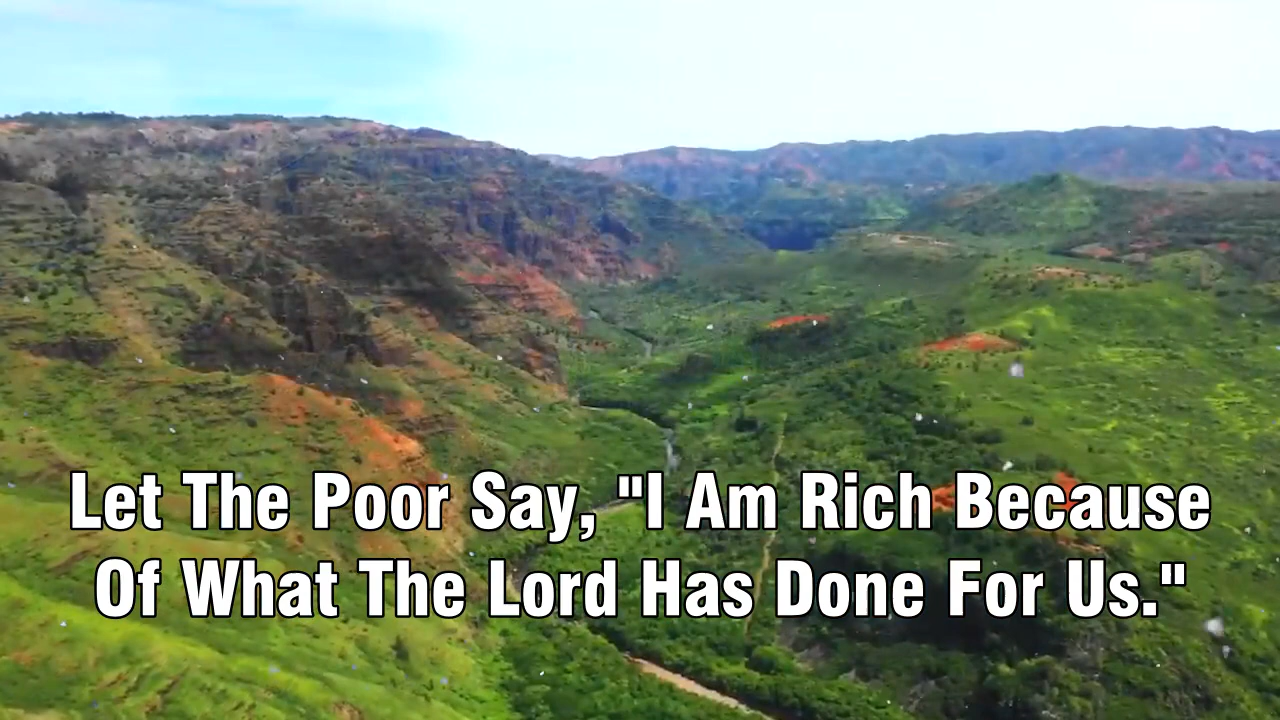 Let The Poor Say, "I Am Rich Because
Of What The Lord Has Done For Us."